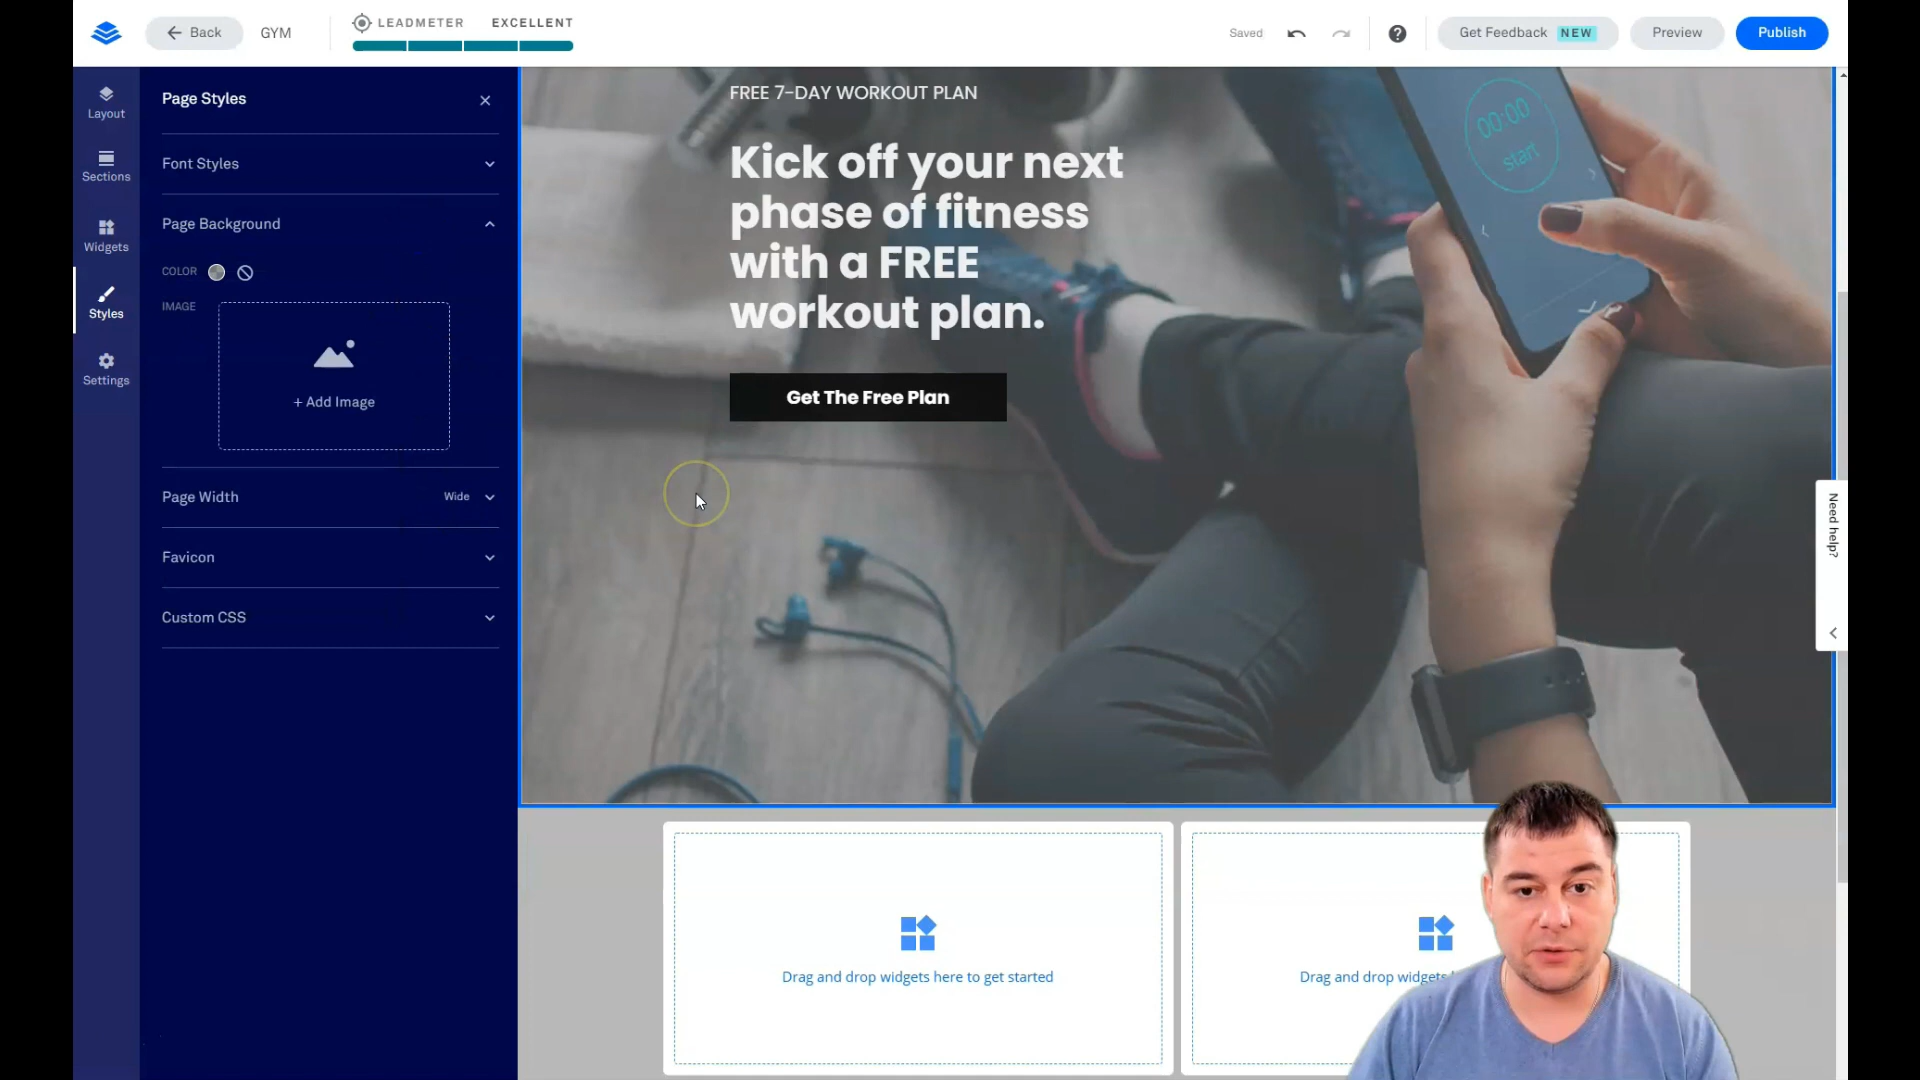 Back
GYM
LEADMETER EXCELLENT
Saved
Get Feedback NEW
Preview
Publish
Layout
Sections
Widgets
Styles
Settings
Page Styles
Font Styles
Page Background
COLOR
IMAGE
+ Add Image
Page Width Wide
Favicon
Custom CSS
FREE 7-DAY WORKOUT PLAN
Kick off your next
phase of fitness
with a FREE
workout plan.
Get The Free Plan
00:00
start
Need help?
Drag and drop widgets here to get started
Drag and drop widgets